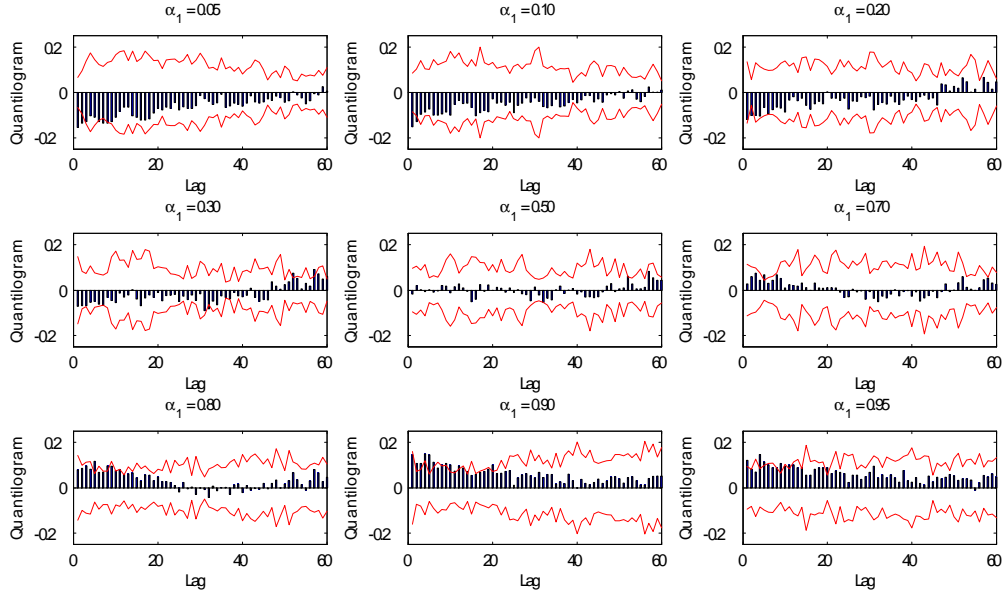 α1 = 0.05
α1 = 0.10
α1 = 0.20
Quantilogram
0.2
0
-0.2
0 20 40 60
Lag
Quantilogram
0.2
0
-0.2
0 20 40 60
Lag
Quantilogram
0.2
0
-0.2
0 20 40 60
Lag
α1 = 0.30
α1 = 0.50
α1 = 0.70
Quantilogram
0.2
0
-0.2
0 20 40 60
Lag
Quantilogram
0.2
0
-0.2
0 20 40 60
Lag
Quantilogram
0.2
0
-0.2
0 20 40 60
Lag
α1 = 0.80
α1 = 0.90
α1 = 0.95
Quantilogram
0.2
0
-0.2
0 20 40 60
Lag
Quantilogram
0.2
0
-0.2
0 20 40 60
Lag
Quantilogram
0.2
0
-0.2
0 20 40 60
Lag